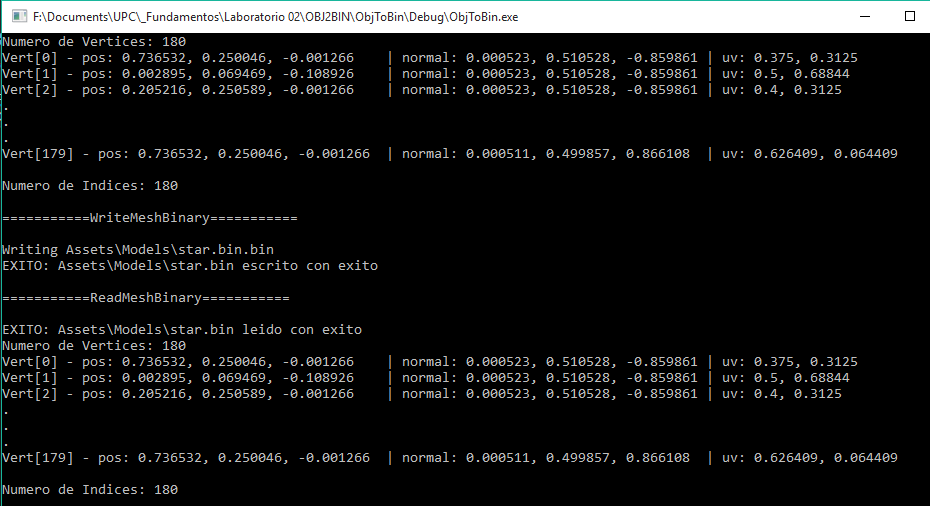 F:\Documents\UPC\_Fundamentos\Laboratorio 02\OBJ2BIN\ObjToBin\Debug\ObjToBin.exe
Numero de Vertices: 180
Vert[0] - pos: 0.736532, 0.250046, -0.001266    | normal: 0.000523, 0.510528, -0.859861 | uv: 0.375, 0.3125
Vert[1] - pos: 0.002895, 0.069469, -0.108926    | normal: 0.000523, 0.510528, -0.859861 | uv: 0.5, 0.68844
Vert[2] - pos: 0.205216, 0.250589, -0.001266    | normal: 0.000523, 0.510528, -0.859861 | uv: 0.4, 0.3125
.
.
.
Vert[179] - pos: 0.736532, 0.250046, -0.001266  | normal: 0.000511, 0.499857, 0.866108  | uv: 0.626409, 0.064409
Numero de Indices: 180
===========WriteMeshBinary===========
Writing Assets\Models\star.bin.bin
EXITO: Assets\Models\star.bin escrito con exito
===========ReadMeshBinary===========
EXITO: Assets\Models\star.bin leido con exito
Numero de Vertices: 180
Vert[0] - pos: 0.736532, 0.250046, -0.001266    | normal: 0.000523, 0.510528, -0.859861 | uv: 0.375, 0.3125
Vert[1] - pos: 0.002895, 0.069469, -0.108926    | normal: 0.000523, 0.510528, -0.859861 | uv: 0.5, 0.68844
Vert[2] - pos: 0.205216, 0.250589, -0.001266    | normal: 0.000523, 0.510528, -0.859861 | uv: 0.4, 0.3125
.
.
.
Vert[179] - pos: 0.736532, 0.250046, -0.001266  | normal: 0.000511, 0.499857, 0.866108  | uv: 0.626409, 0.064409
Numero de Indices: 180